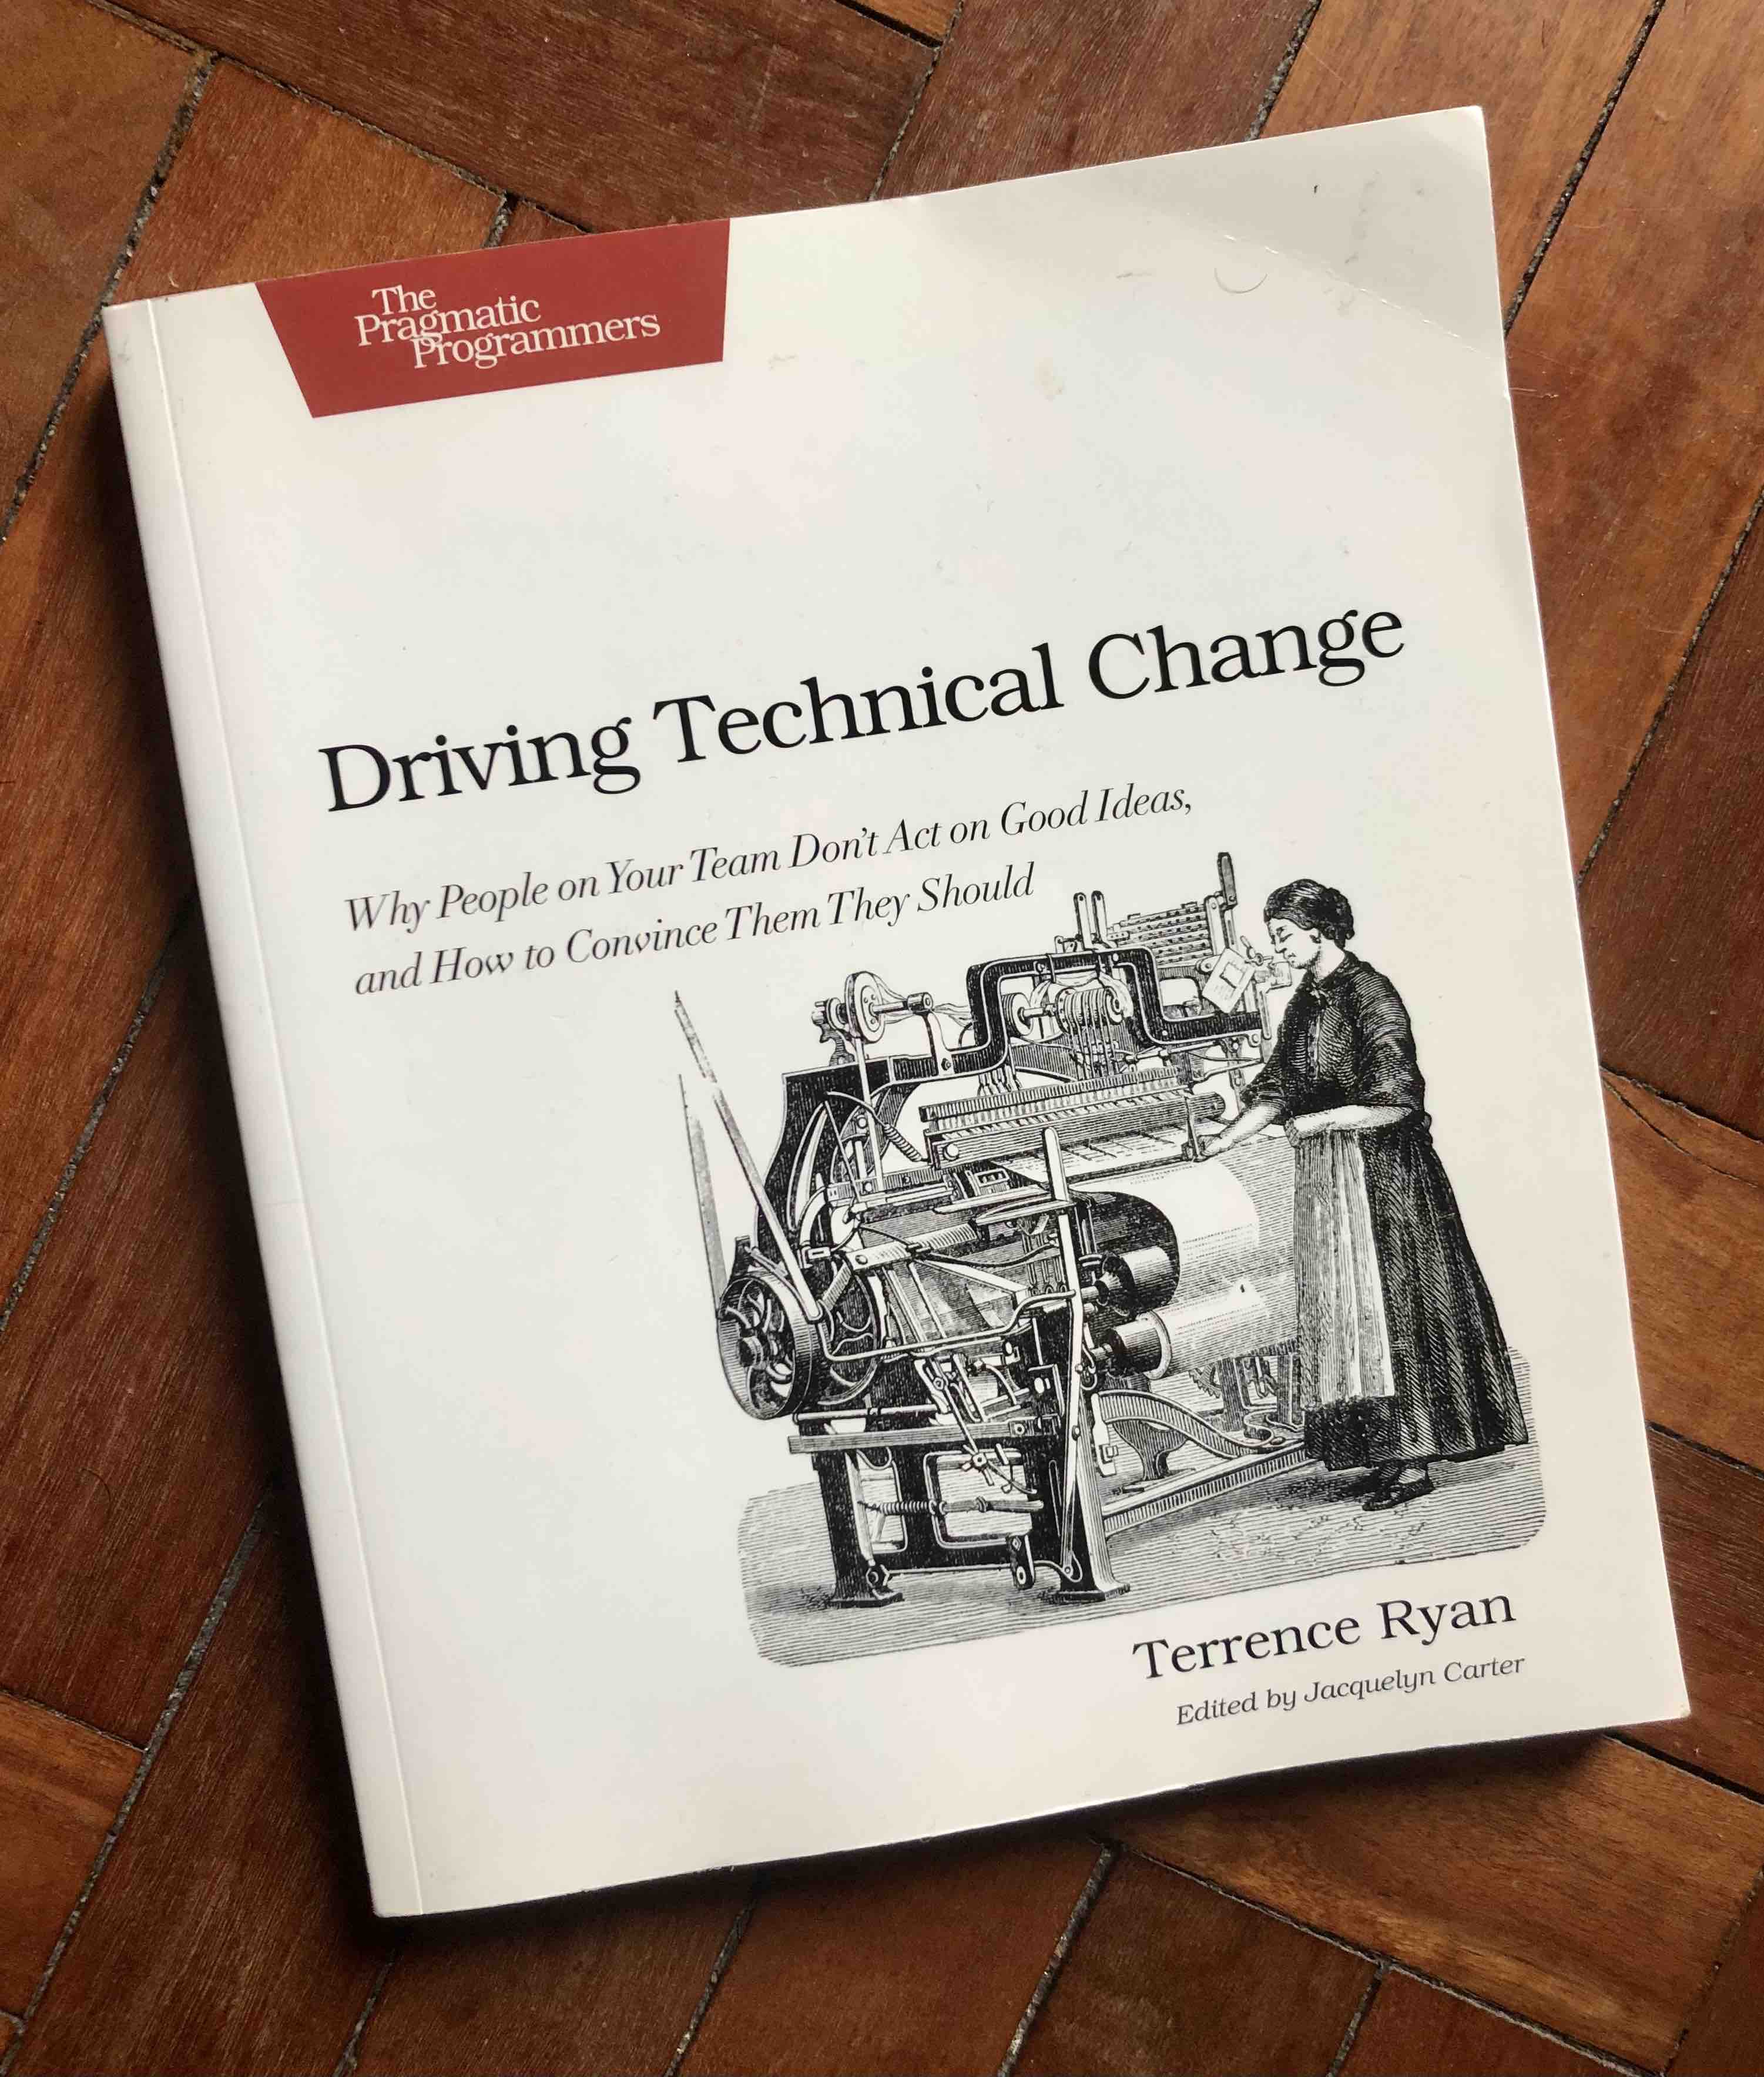 The
Pragmatic
Programmers
Driving Technical Change
Why People on Your Team Don't Act on Good Ideas,
and How to Convince Them They Should
Terrence Ryan
Edited by Jacquelyn Carter